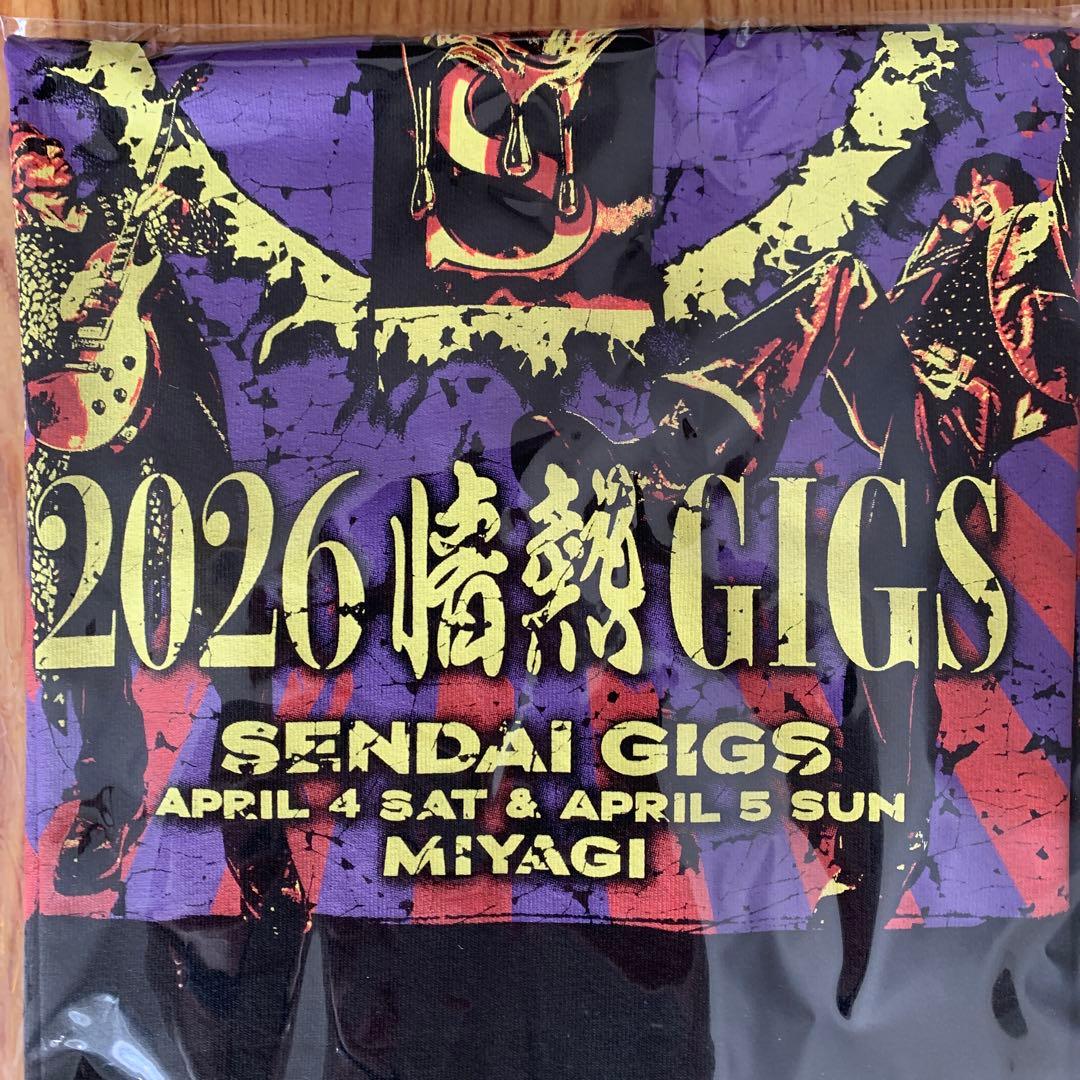 S
2026 情熱 GIGS
SENDAI GIGS
APRIL 4 SAT & APRIL 5 SUN
MIYAGI